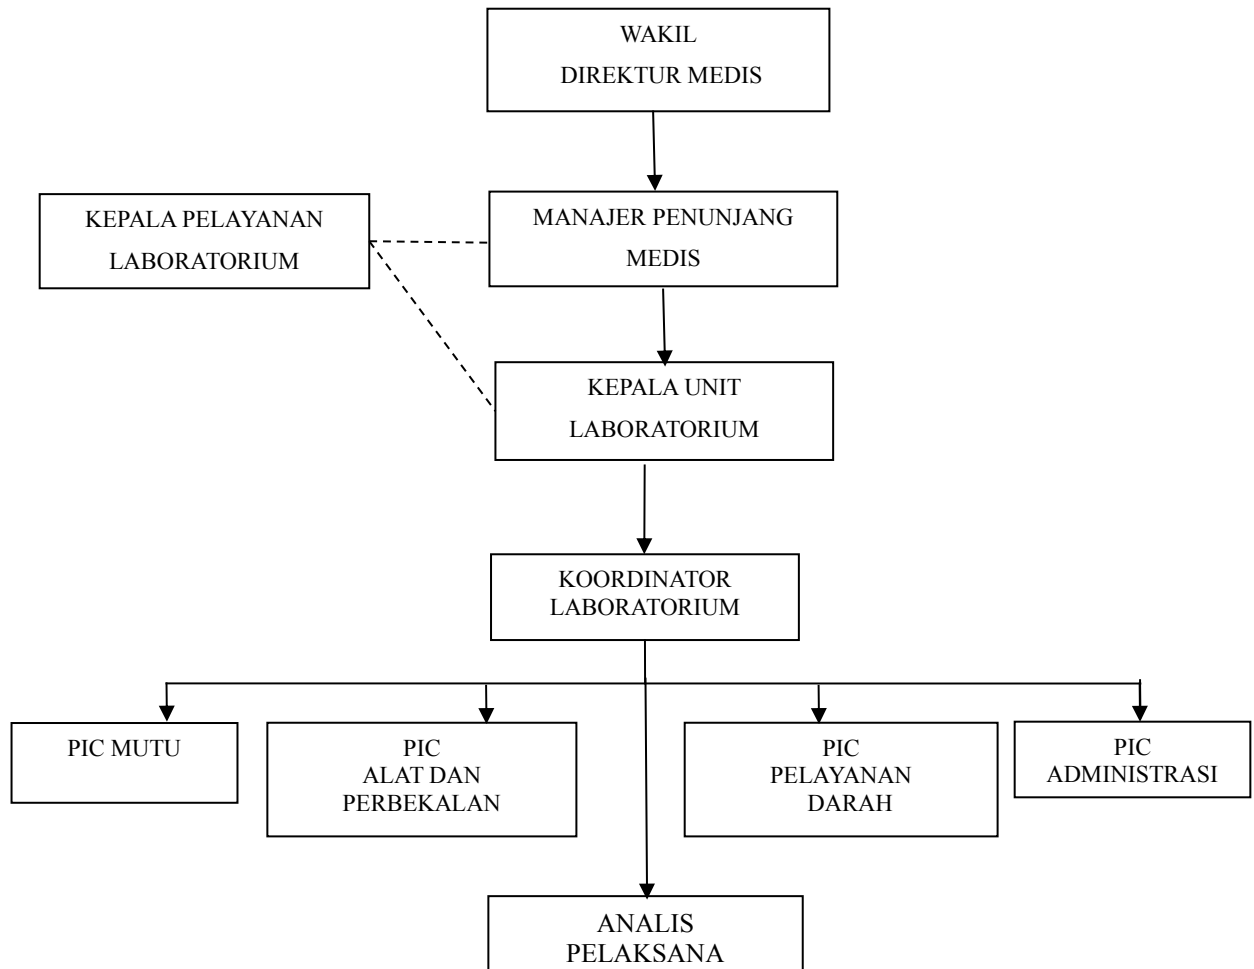 WAKIL
DIREKTUR MEDIS
KEPALA PELAYANAN
LABORATORIUM
MANAJER PENUNJANG
MEDIS
KEPALA UNIT
LABORATORIUM
KOORDINATOR
LABORATORIUM
PIC MUTU
PIC
ALAT DAN
PERBEKALAN
PIC
PELAYANAN
DARAH
PIC
ADMINISTRASI
ANALIS
PELAKSANA